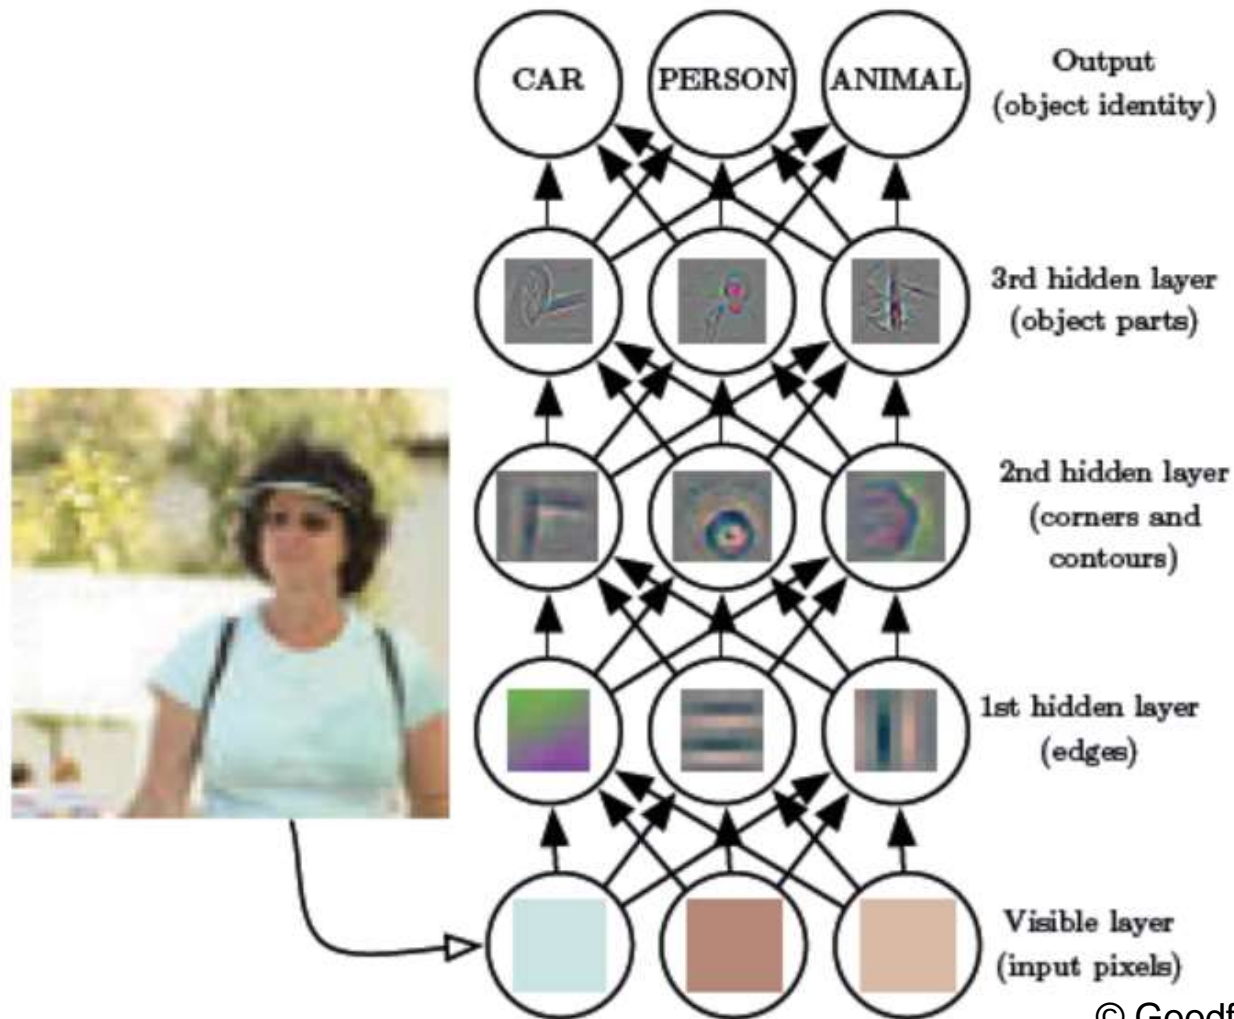 CAR PERSON ANIMAL
Output
(object identity)
3rd hidden layer
(object parts)
2nd hidden layer
(corners and
contours)
1st hidden layer
(edges)
Visible layer
(input pixels)
© Goodf